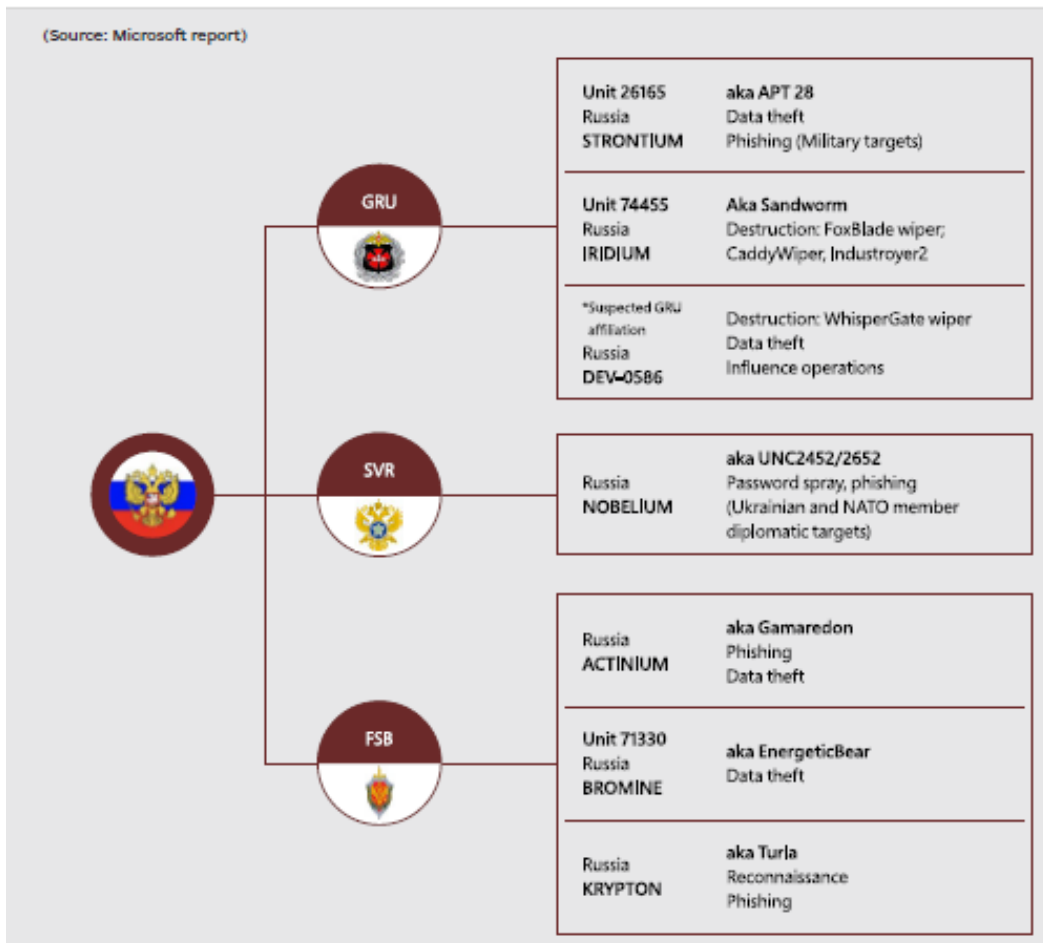 (Source: Microsoft report)
GRU
Unit 26165
Russia
STRONTIUM
aka APT 28
Data theft
Phishing (Military targets)
Unit 74455
Russia
IRIDIUM
Aka Sandworm
Destruction: FoxBlade wiper;
CaddyWiper, Industroyer2
*Suspected GRU
affiliation
Russia
DEV-0586
Destruction: WhisperGate wiper
Data theft
Influence operations
SVR
Russia
NOBELIUM
aka UNC2452/2652
Password spray, phishing
(Ukrainian and NATO member
diplomatic targets)
FSB
Russia
ACTINIUM
aka Gamaredon
Phishing
Data theft
Unit 71330
Russia
BROMINE
aka EnergeticBear
Data theft
Russia
KRYPTON
aka Turla
Reconnaissance
Phishing